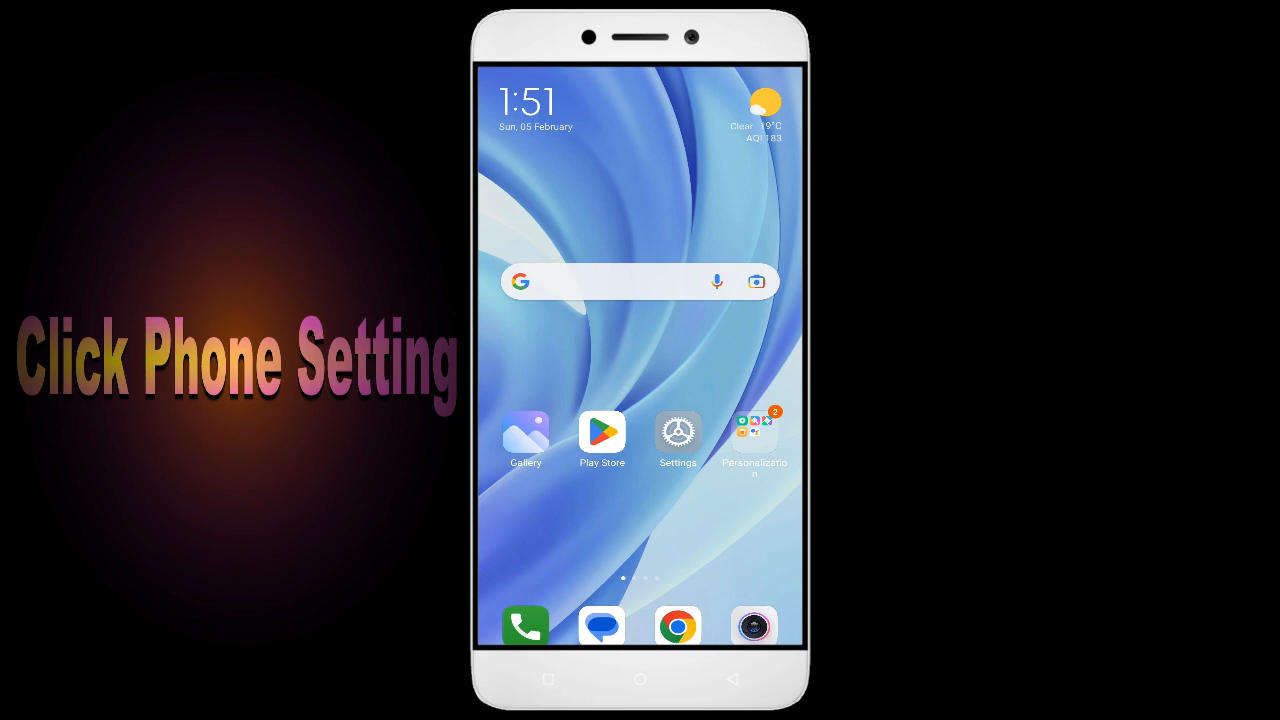 Click Phone Setting
1:51
Sun, 05 February
Clear 19°C
AQI 183
2
Gallery
Play Store
Settings
Personalizatio
n